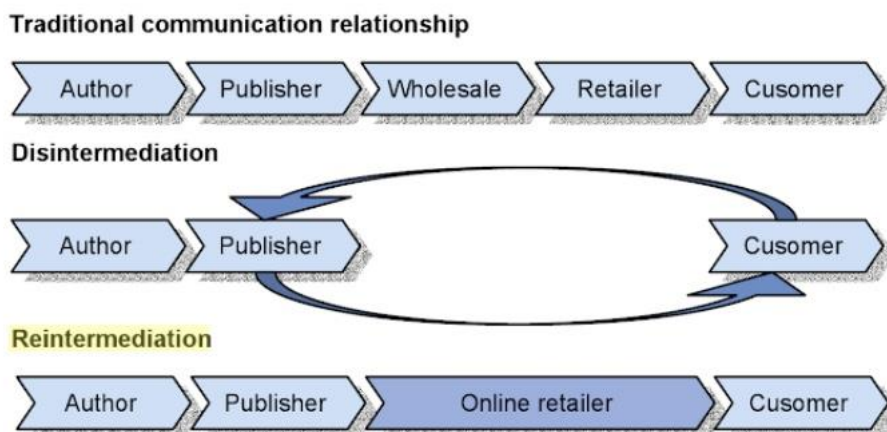 Traditional communication relationship
Author Publisher Wholesale Retailer Cusomer
Disintermediation
Author Publisher Cusomer
Reintermediation
Author Publisher Online retailer Cusomer